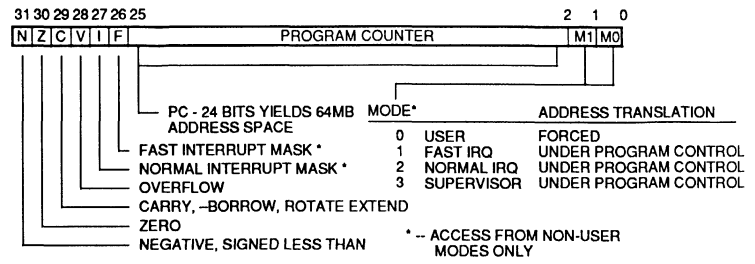 31 30 29 28 27 26 25 2 1 0
N Z C V I F PROGRAM COUNTER M1 M0
PC - 24 BITS YIELDS 64MB
ADDRESS SPACE
FAST INTERRUPT MASK *
NORMAL INTERRUPT MASK *
OVERFLOW
CARRY, –BORROW, ROTATE EXTEND
ZERO
NEGATIVE, SIGNED LESS THAN
MODE* ADDRESS TRANSLATION
0 USER FORCED
1 FAST IRQ UNDER PROGRAM CONTROL
2 NORMAL IRQ UNDER PROGRAM CONTROL
3 SUPERVISOR UNDER PROGRAM CONTROL
* -- ACCESS FROM NON-USER
MODES ONLY